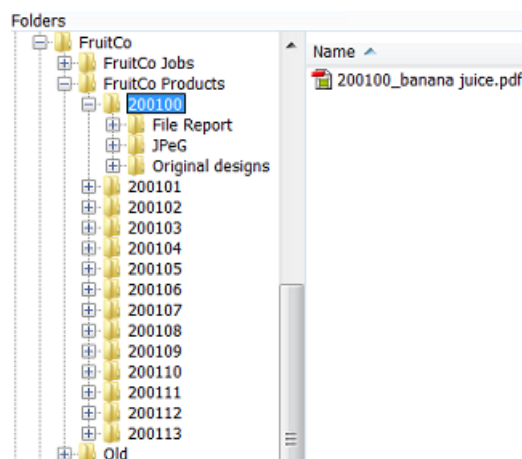 Folders
FruitCo
FruitCo Jobs
FruitCo Products
200100
File Report
JPeG
Original designs
200101
200102
200103
200104
200105
200106
200107
200108
200109
200110
200111
200112
200113
Old
Name
200100_banana juice.pdf